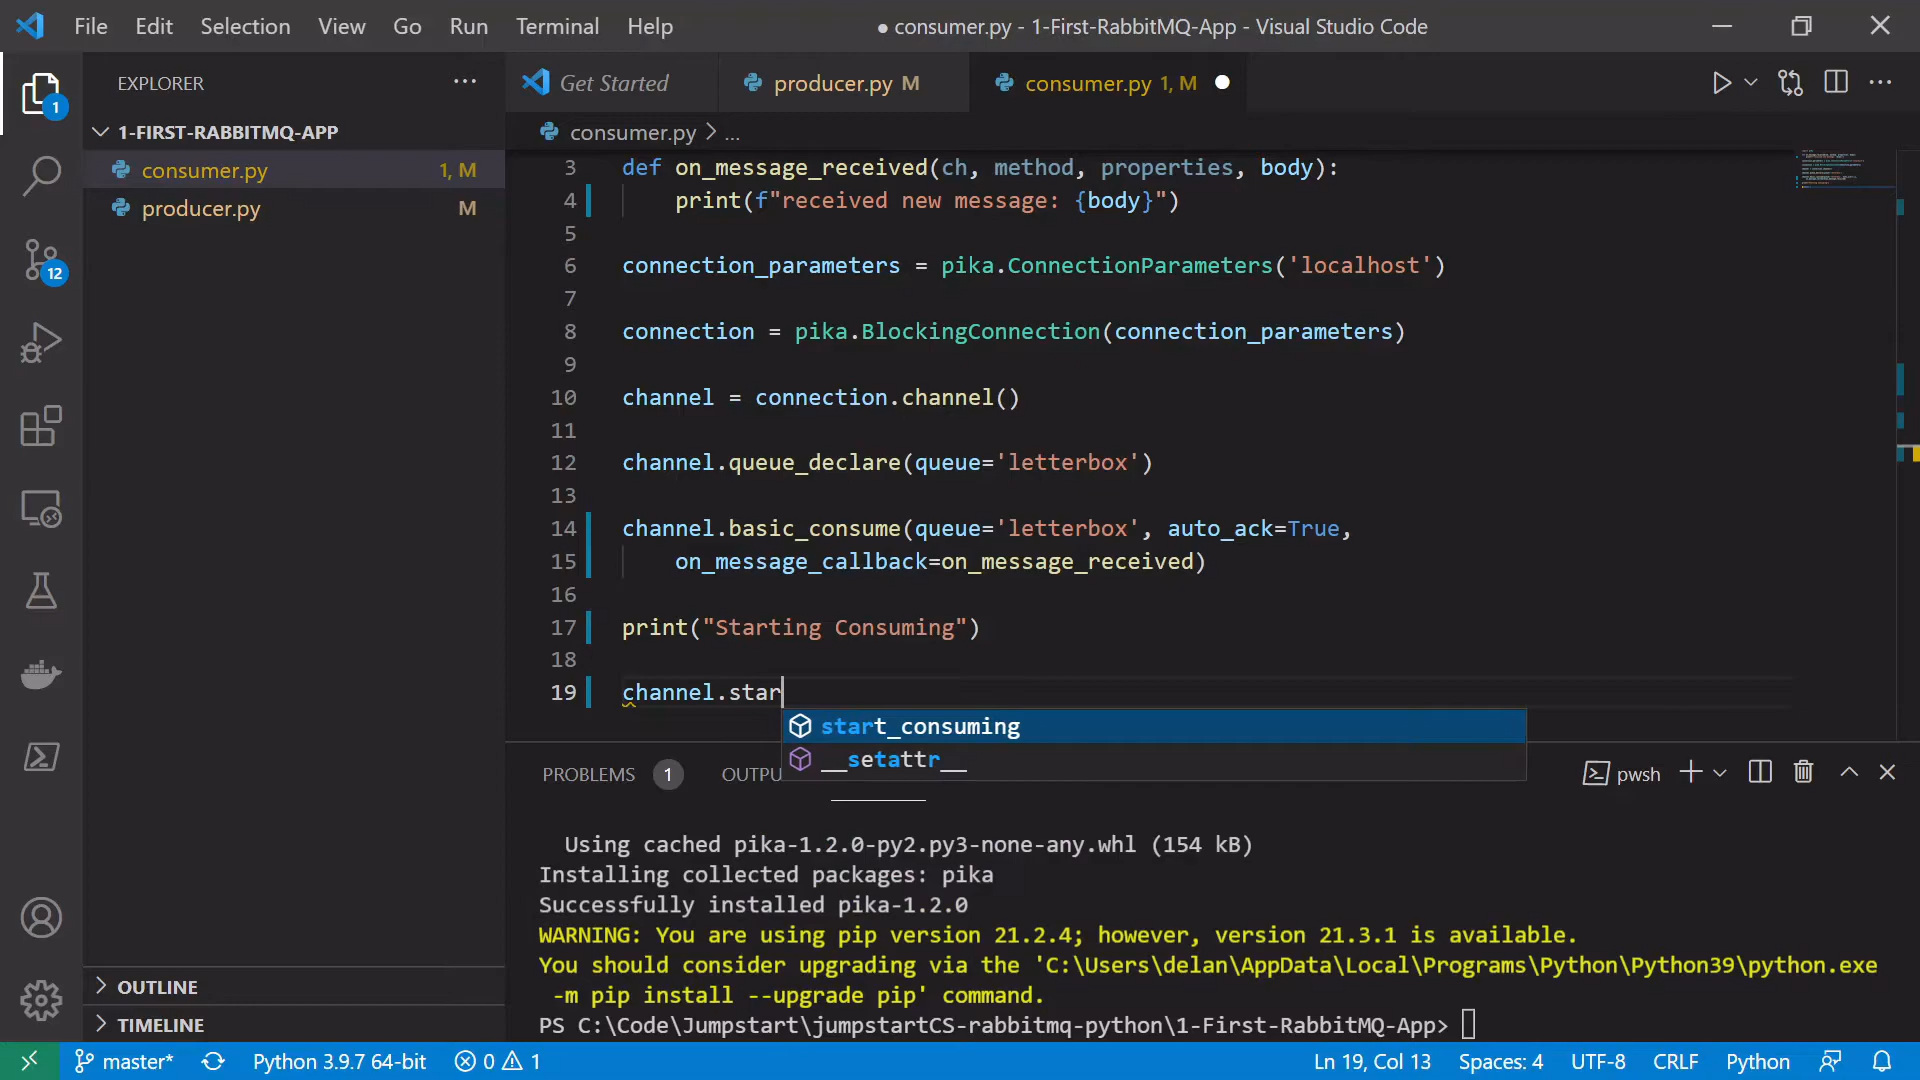 File Edit Selection View Go Run Terminal Help
● consumer.py - 1-First-RabbitMQ-App - Visual Studio Code
EXPLORER
1
1-FIRST-RABBITMQ-APP
consumer.py 1, M
producer.py M
12
OUTLINE
TIMELINE
Get Started
producer.py M
consumer.py 1, M
consumer.py > ...
3 def on_message_received(ch, method, properties, body):
4 print(f"received new message: {body}")
5
6 connection_parameters = pika.ConnectionParameters('localhost')
7
8 connection = pika.BlockingConnection(connection_parameters)
9
10 channel = connection.channel()
11
12 channel.queue_declare(queue='letterbox')
13
14 channel.basic_consume(queue='letterbox', auto_ack=True,
15 on_message_callback=on_message_received)
16
17 print("Starting Consuming")
18
19 channel.star
start_consuming
__setattr__
PROBLEMS 1 OUTPU
pwsh
Using cached pika-1.2.0-py2.py3-none-any.whl (154 kB)
Installing collected packages: pika
Successfully installed pika-1.2.0
WARNING: You are using pip version 21.2.4; however, version 21.3.1 is available.
You should consider upgrading via the 'C:\Users\delan\AppData\Local\Programs\Python\Python39\python.exe
-m pip install --upgrade pip' command.
PS C:\Code\Jumpstart\jumpstartCS-rabbitmq-python\1-First-RabbitMQ-App>
master* Python 3.9.7 64-bit 0 1 Ln 19, Col 13 Spaces: 4 UTF-8 CRLF Python